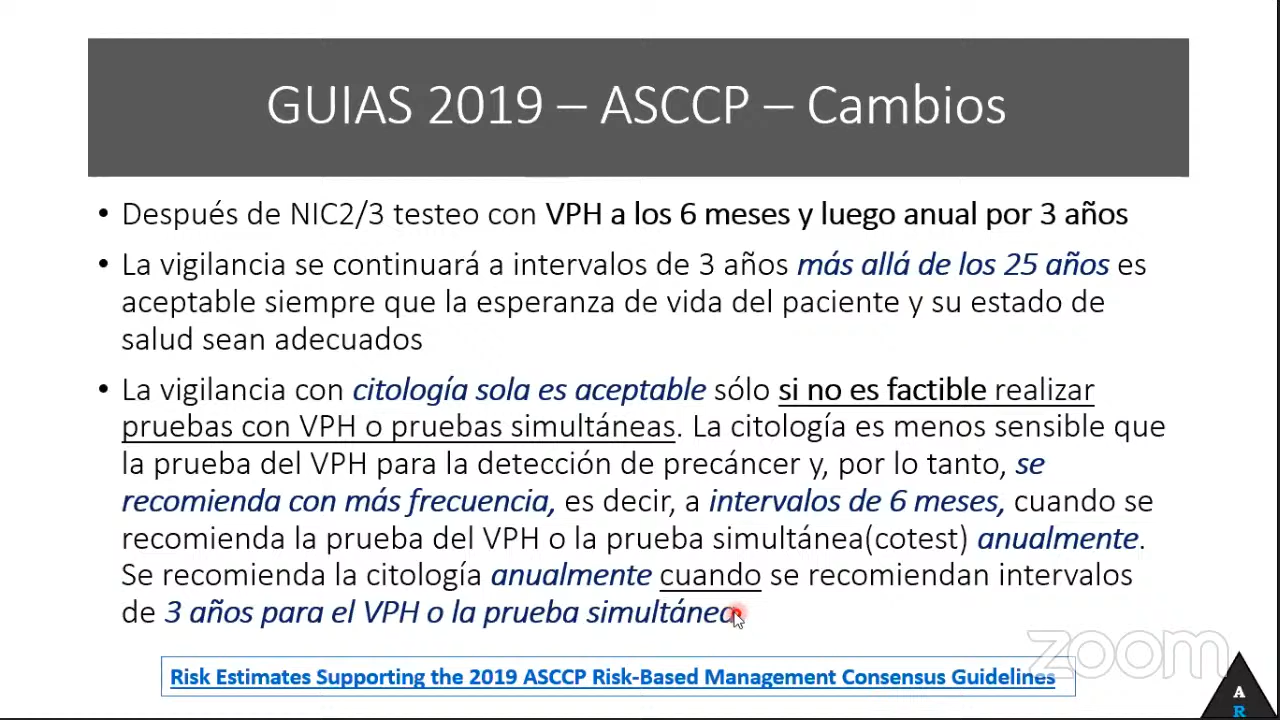 GUIAS 2019 – ASCCP – Cambios
• Después de NIC2/3 testeo con VPH a los 6 meses y luego anual por 3 años
• La vigilancia se continuará a intervalos de 3 años más allá de los 25 años es
aceptable siempre que la esperanza de vida del paciente y su estado de
salud sean adecuados
• La vigilancia con citología sola es aceptable sólo si no es factible realizar
pruebas con VPH o pruebas simultáneas. La citología es menos sensible que
la prueba del VPH para la detección de precáncer y, por lo tanto, se
recomienda con más frecuencia, es decir, a intervalos de 6 meses, cuando se
recomienda la prueba del VPH o la prueba simultánea(cotest) anualmente.
Se recomienda la citología anualmente cuando se recomiendan intervalos
de 3 años para el VPH o la prueba simultánea
Risk Estimates Supporting the 2019 ASCCP Risk-Based Management Consensus Guidelines
zoom
A
R